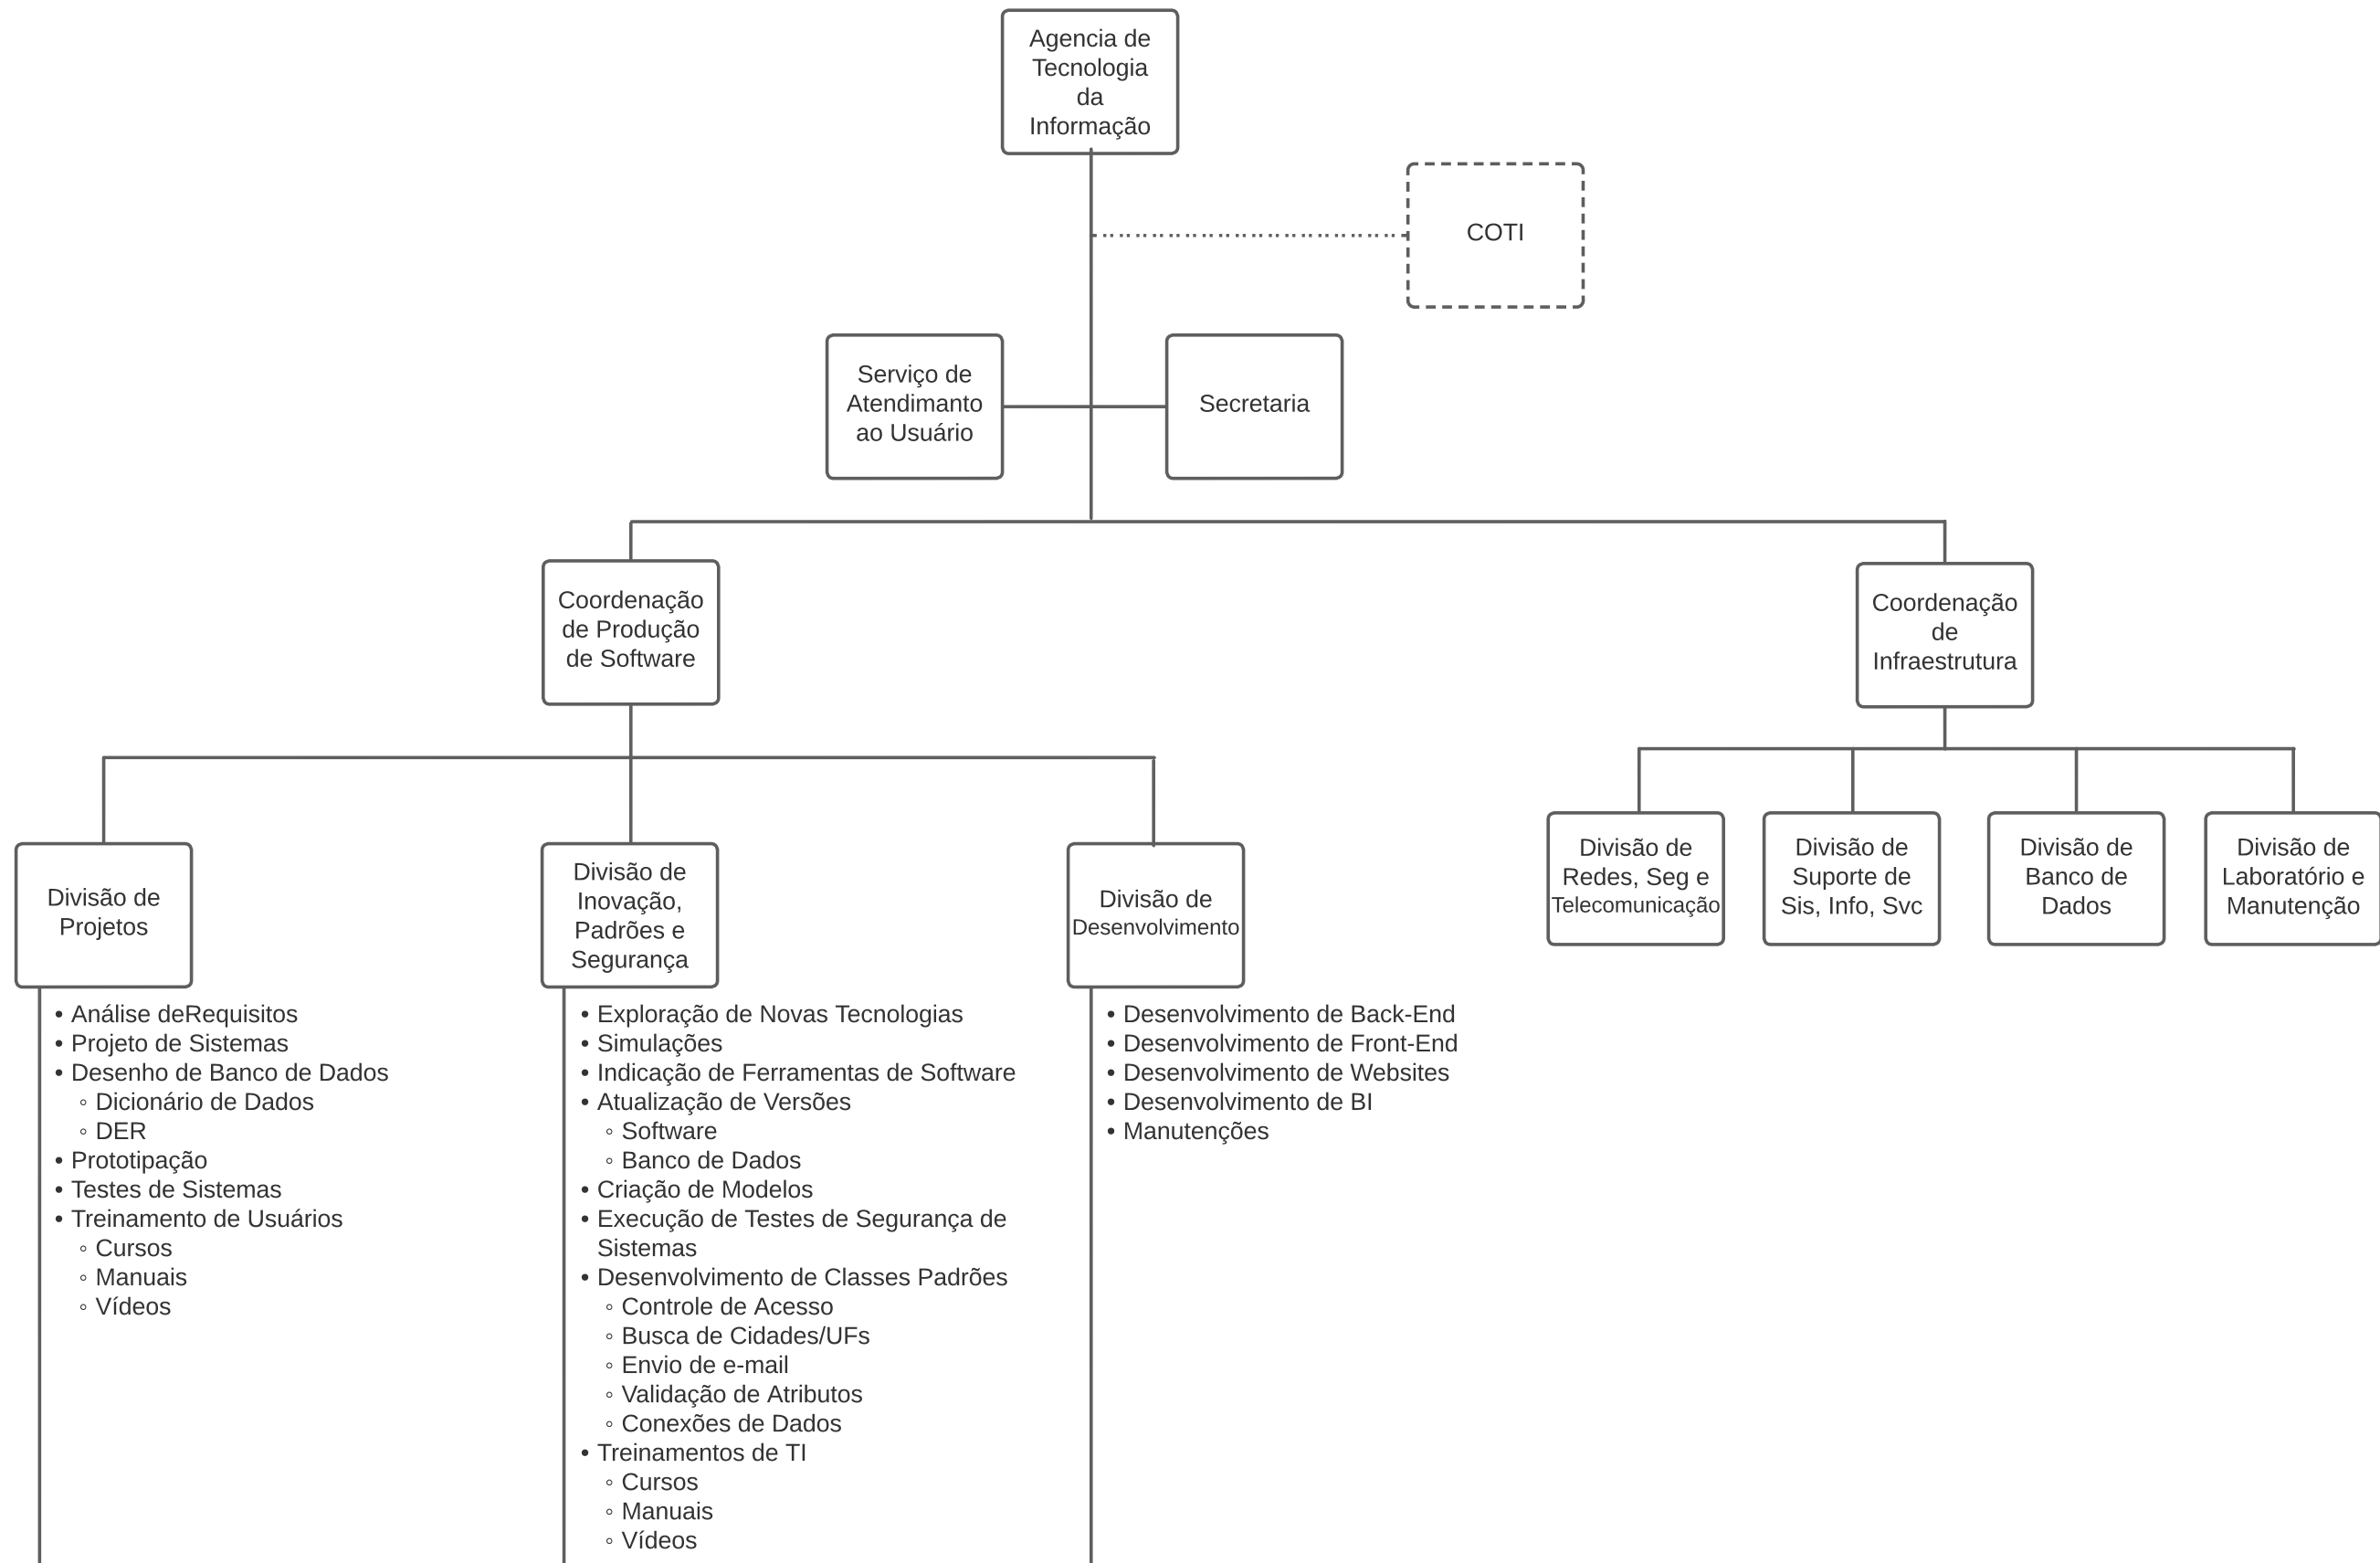 Agencia de
Tecnologia
da
Informação
COTI
Serviço de
Atendimanto
ao Usuário
Secretaria
Coordenação
de Produção
de Software
Coordenação
de
Infraestrutura
Divisão de
Projetos
Divisão de
Inovação,
Padrões e
Segurança
Divisão de
Desenvolvimento
Divisão de
Redes, Seg e
Telecomunicação
Divisão de
Suporte de
Sis, Info, Svc
Divisão de
Banco de
Dados
Divisão de
Laboratório e
Manutenção
• Análise deRequisitos
• Projeto de Sistemas
• Desenho de Banco de Dados
◦ Dicionário de Dados
◦ DER
• Prototipação
• Testes de Sistemas
• Treinamento de Usuários
◦ Cursos
◦ Manuais
◦ Vídeos
• Exploração de Novas Tecnologias
• Simulações
• Indicação de Ferramentas de Software
• Atualização de Versões
◦ Software
◦ Banco de Dados
• Criação de Modelos
• Execução de Testes de Segurança de
Sistemas
• Desenvolvimento de Classes Padrões
◦ Controle de Acesso
◦ Busca de Cidades/UFs
◦ Envio de e-mail
◦ Validação de Atributos
◦ Conexões de Dados
• Treinamentos de TI
◦ Cursos
◦ Manuais
◦ Vídeos
• Desenvolvimento de Back-End
• Desenvolvimento de Front-End
• Desenvolvimento de Websites
• Desenvolvimento de BI
• Manutenções